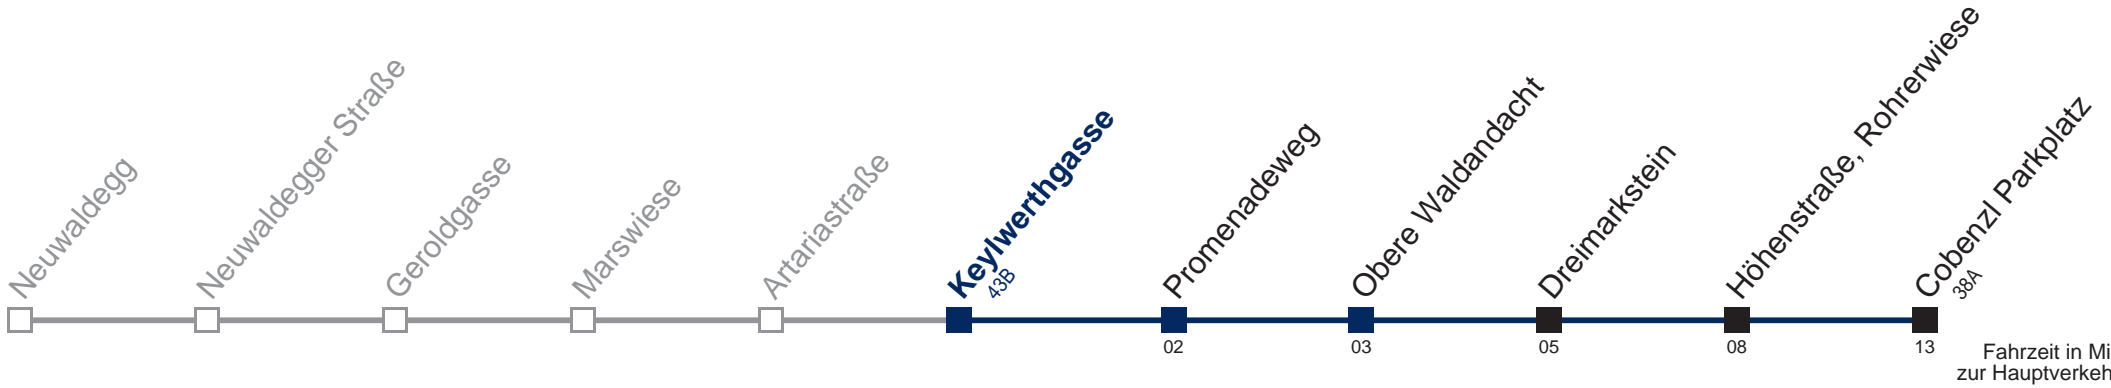 Neuwaldegg
Neuwaldegger Straße
Geroldgasse
Marswiese
Artariastraße
Keylwerthgasse
43B
Promenadeweg
Obere Waldandacht
Dreimarkstein
Höhenstraße, Rohrerwiese
Cobenzl Parkplatz
38A
02
03
05
08
13
Fahrzeit in Mi
zur Hauptverkeh